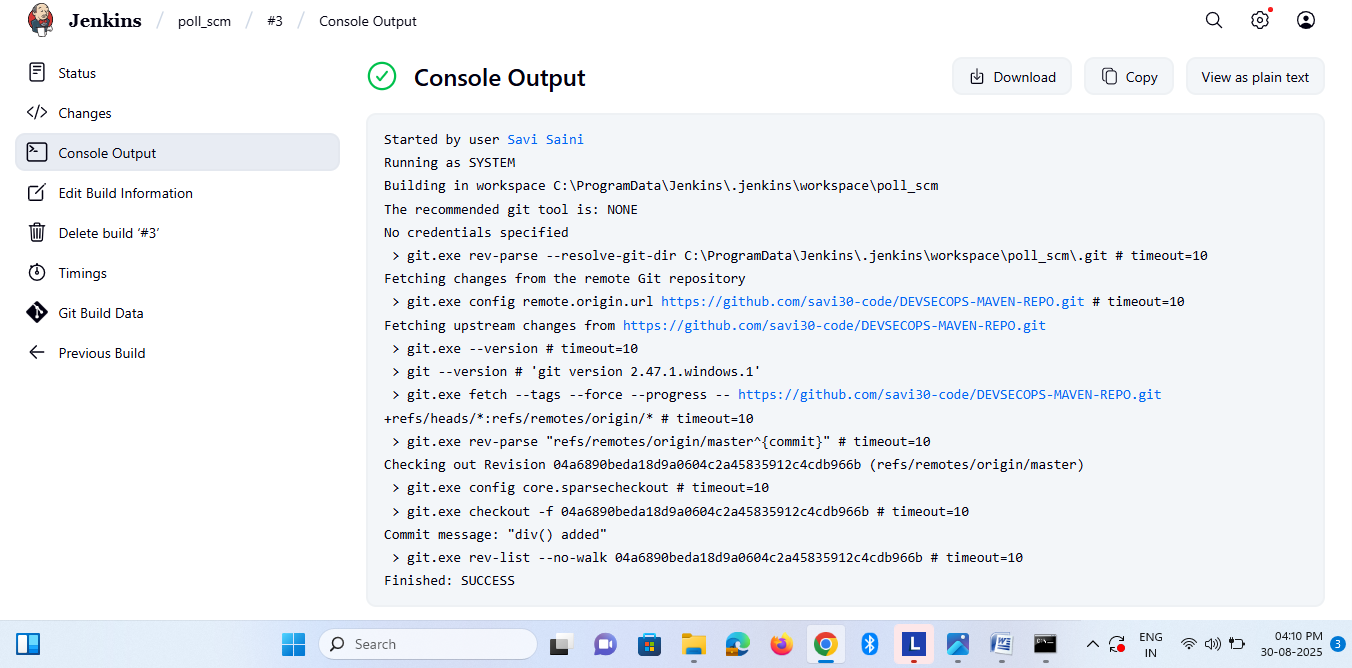 Jenkins / poll_scm / #3 / Console Output
Status
Changes
Console Output
Edit Build Information
Delete build ‘#3’
Timings
Git Build Data
Previous Build
Console Output
Download
Copy
View as plain text
Started by user Savi Saini
Running as SYSTEM
Building in workspace C:\ProgramData\Jenkins\.jenkins\workspace\poll_scm
The recommended git tool is: NONE
No credentials specified
> git.exe rev-parse --resolve-git-dir C:\ProgramData\Jenkins\.jenkins\workspace\poll_scm\.git # timeout=10
Fetching changes from the remote Git repository
> git.exe config remote.origin.url https://github.com/savi30-code/DEVSECOPS-MAVEN-REPO.git # timeout=10
Fetching upstream changes from https://github.com/savi30-code/DEVSECOPS-MAVEN-REPO.git
> git.exe --version # timeout=10
> git --version # 'git version 2.47.1.windows.1'
> git.exe fetch --tags --force --progress -- https://github.com/savi30-code/DEVSECOPS-MAVEN-REPO.git
+refs/heads/*:refs/remotes/origin/* # timeout=10
> git.exe rev-parse "refs/remotes/origin/master^{commit}" # timeout=10
Checking out Revision 04a6890beda18d9a0604c2a45835912c4cdb966b (refs/remotes/origin/master)
> git.exe config core.sparsecheckout # timeout=10
> git.exe checkout -f 04a6890beda18d9a0604c2a45835912c4cdb966b # timeout=10
Commit message: "div() added"
> git.exe rev-list --no-walk 04a6890beda18d9a0604c2a45835912c4cdb966b # timeout=10
Finished: SUCCESS
Search
L
ENG
IN
04:10 PM
30-08-2025
3